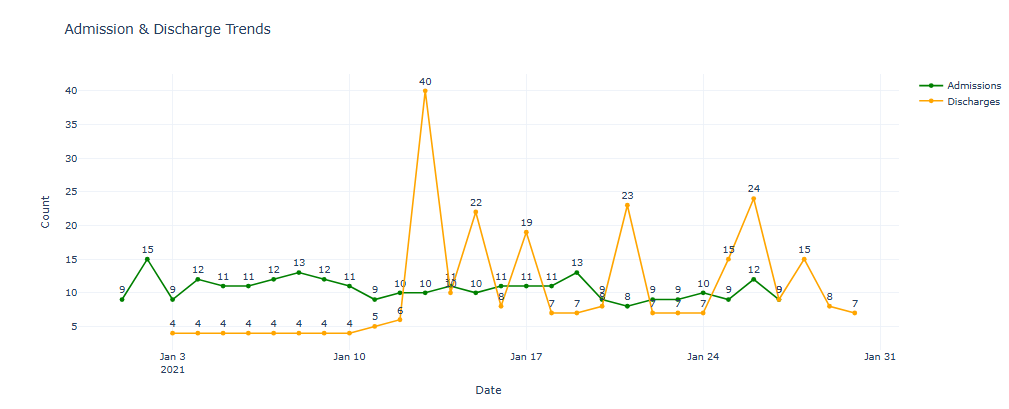 Admission & Discharge Trends
Admissions
Discharges
Count
40
35
30
25
20
15
10
5
9 15 9 12 11 11 12 13 12 11 9 10 10 11 10 11 11 11 13 9 8 9 9 10 9 12 9
4 4 4 4 4 4 4 4 5 6 40 10 22 8 19 7 7 8 23 7 7 7 15 24 9 15 8 7
Jan 3
2021
Jan 10
Jan 17
Jan 24
Jan 31
Date